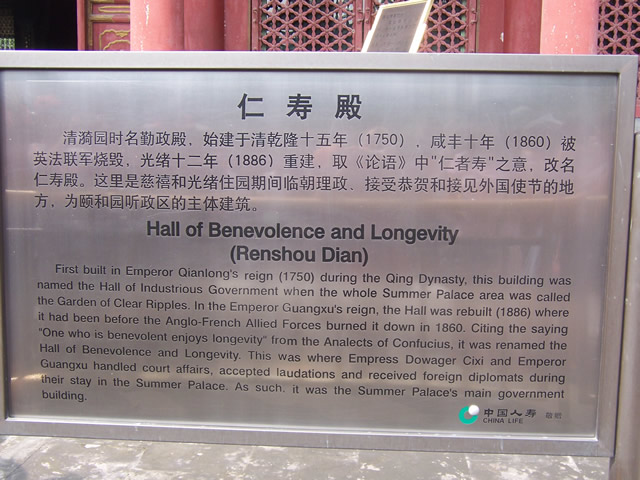 仁寿殿
清漪园时名勤政殿，始建于清乾隆十五年（1750），咸丰十年（1860）被
英法联军烧毁，光绪十二年（1886）重建，取《论语》中"仁者寿"之意，改名
仁寿殿。这里是慈禧和光绪住园期间临朝理政、接受恭贺和接见外国使节的地
方，为颐和园听政区的主体建筑。
Hall of Benevolence and Longevity
(Renshou Dian)
First built in Emperor Qianlong's reign (1750) during the Qing Dynasty, this building was
named the Hall of Industrious Government when the whole Summer Palace area was called
the Garden of Clear Ripples. In the Emperor Guangxu's reign, the Hall was rebuilt (1886) where
it had been before the Anglo-French Allied Forces burned it down in 1860. Citing the saying
"One who is benevolent enjoys longevity" from the Analects of Confucius, it was renamed the
Hall of Benevolence and Longevity. This was where Empress Dowager Cixi and Emperor
Guangxu handled court affairs, accepted laudations and received foreign diplomats during
their stay in the Summer Palace. As such, it was the Summer Palace's main government
building.
中国人寿 敬赠
CHINA LIFE